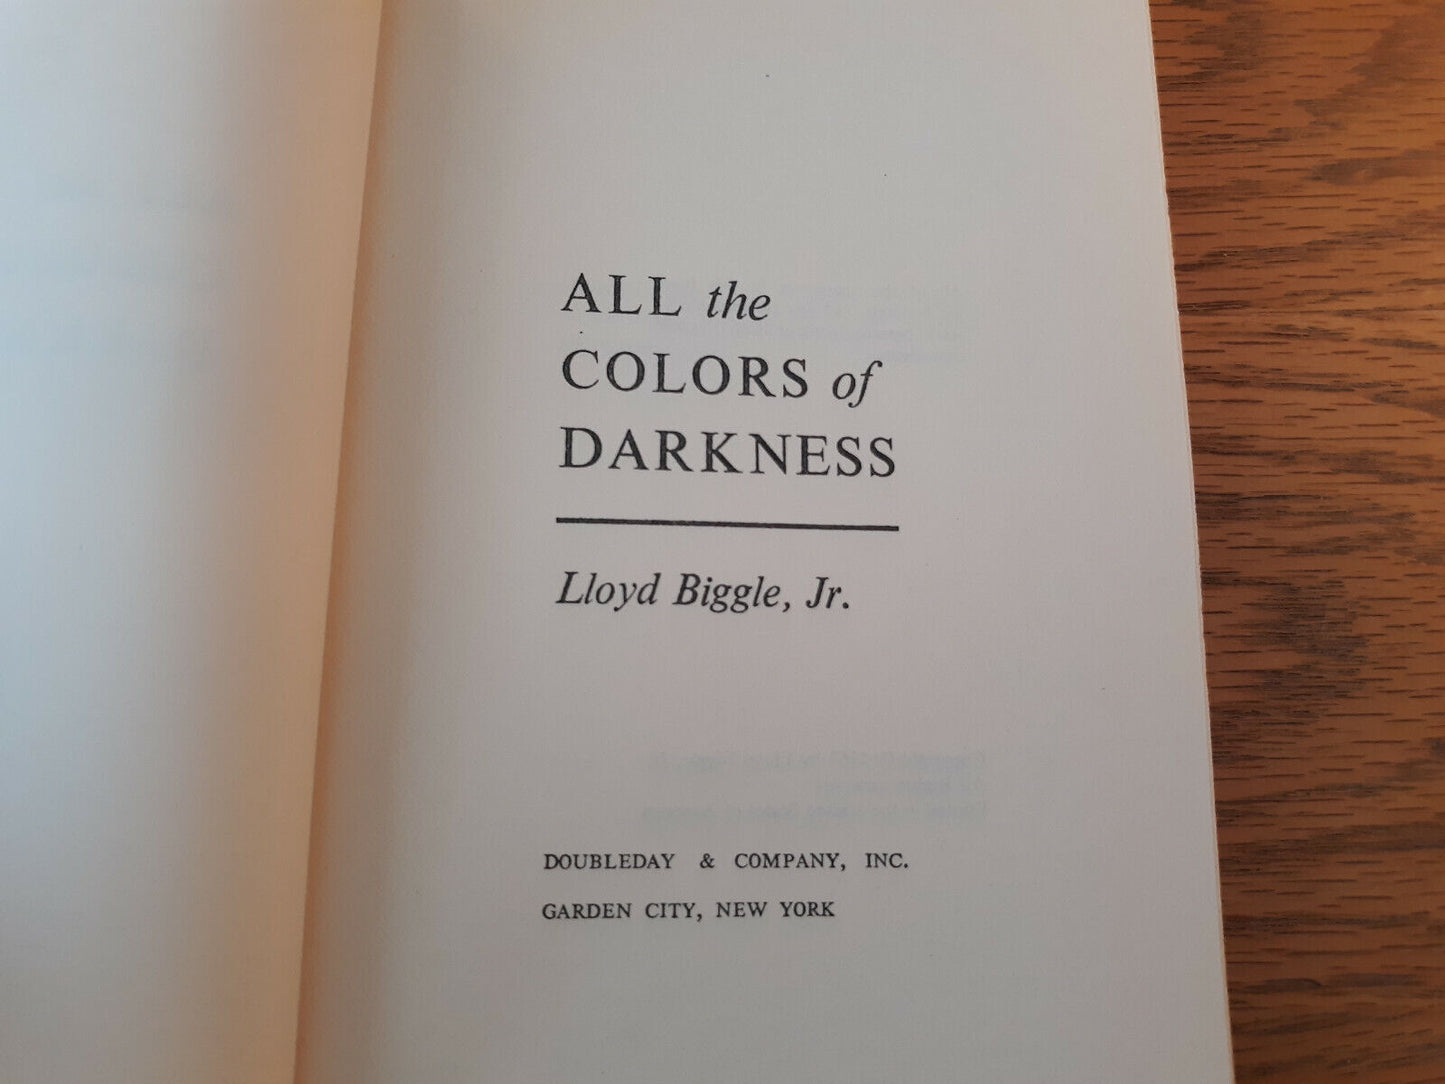 ALL the
COLORS of
DARKNESS
Lloyd Biggle, Jr.
DOUBLEDAY & COMPANY, INC.
GARDEN CITY, NEW YORK